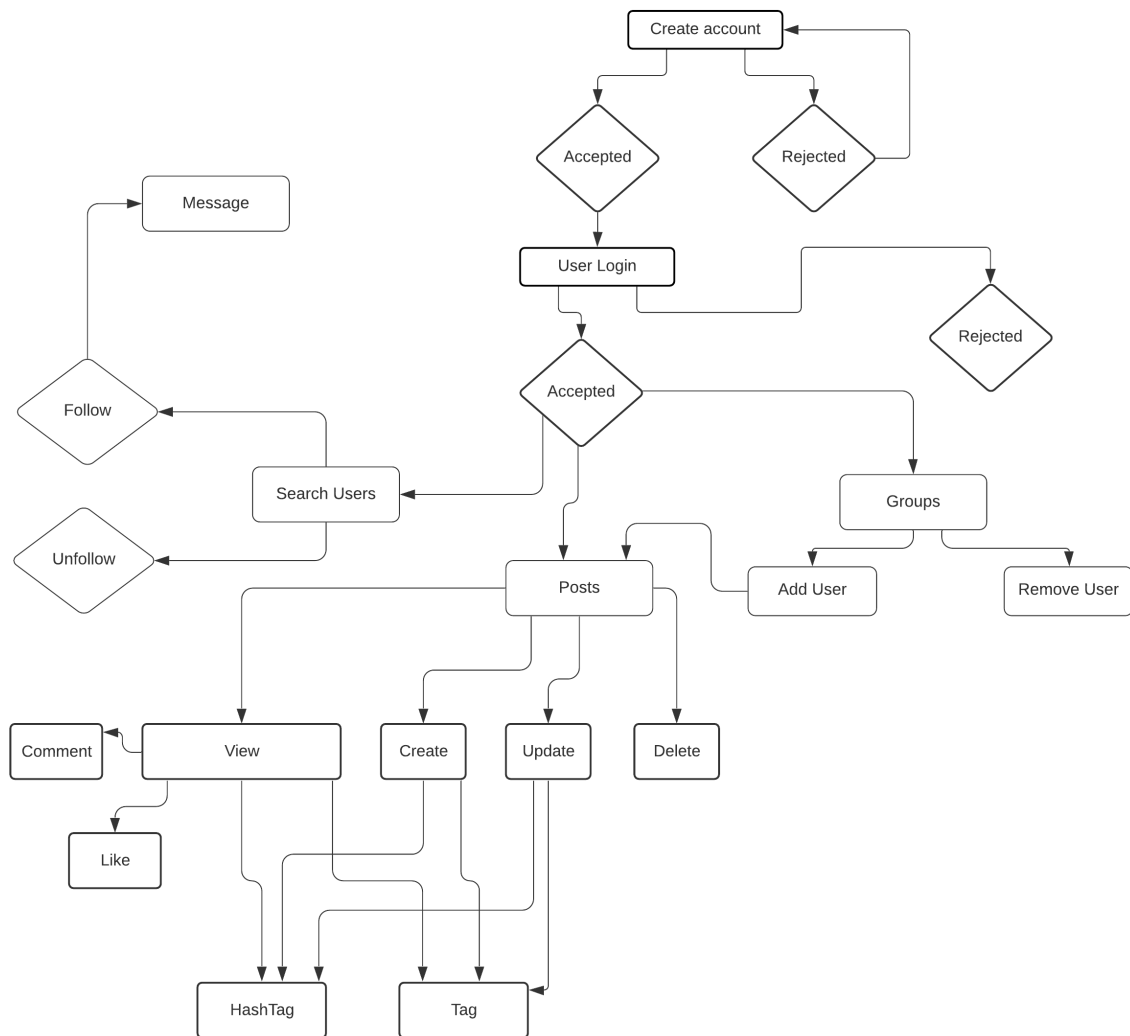 Create account
Accepted
Rejected
Message
User Login
Rejected
Accepted
Follow
Search Users
Groups
Unfollow
Posts
Add User
Remove User
Comment
View
Create
Update
Delete
Like
HashTag
Tag